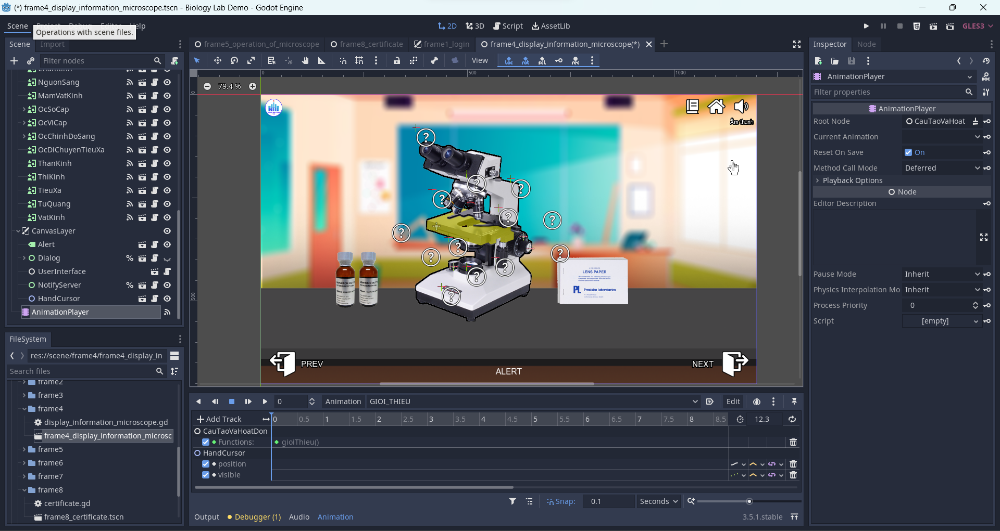 (*) frame4_display_information_microscope.tscn - Biology Lab Demo - Godot Engine
Scene
Help
Operations with scene files.
2D
3D
Script
AssetLib
GLES3
Scene
Import
Filter nodes
NguonSang
MamVatKinh
OcSoCap
OcViCap
OcChinhDoSang
OcDiChuyenTieuXa
ThanKinh
ThiKinh
TieuXa
TuQuang
VatKinh
CanvasLayer
Alert
Dialog
%
UserInterface
NotifyServer
%
HandCursor
AnimationPlayer
FileSystem
res://scene/frame4/frame4_display_in
Search files
frame2
frame3
frame4
display_information_microscope.gd
frame4_display_information_microsc
frame5
frame6
frame7
frame8
certificate.gd
frame8_certificate.tscn
frame5_operation_of_microscope
frame8_certificate
frame1_login
frame4_display_information_microscope(*)
View
0
500
1000
79.4 %
0
500
NTU
Âm thanh
?
?
?
?
?
?
?
?
?
?
?
?
?
?
LENS PAPER
PL
Precision Laboratories
PREV
NEXT
ALERT
0
Animation
GIOI_THIEU
Edit
Add Track
0 0.5 1 1.5 2 2.5 3 3.5 4 4.5 5 5.5 6 6.5 7 7.5 8 8.5
12.3
CauTaoVaHoatDon
Functions:
gioiThieu()
HandCursor
position
visible
Snap:
0.1
Seconds
Output
Debugger (1)
Audio
Animation
3.5.1.stable
Inspector
Node
AnimationPlayer
Filter properties
AnimationPlayer
Root Node
CauTaoVaHoat
Current Animation
Reset On Save
On
Method Call Mode
Deferred
Playback Options
Node
Editor Description
Pause Mode
Inherit
Physics Interpolation Mo
Inherit
Process Priority
0
Script
[empty]